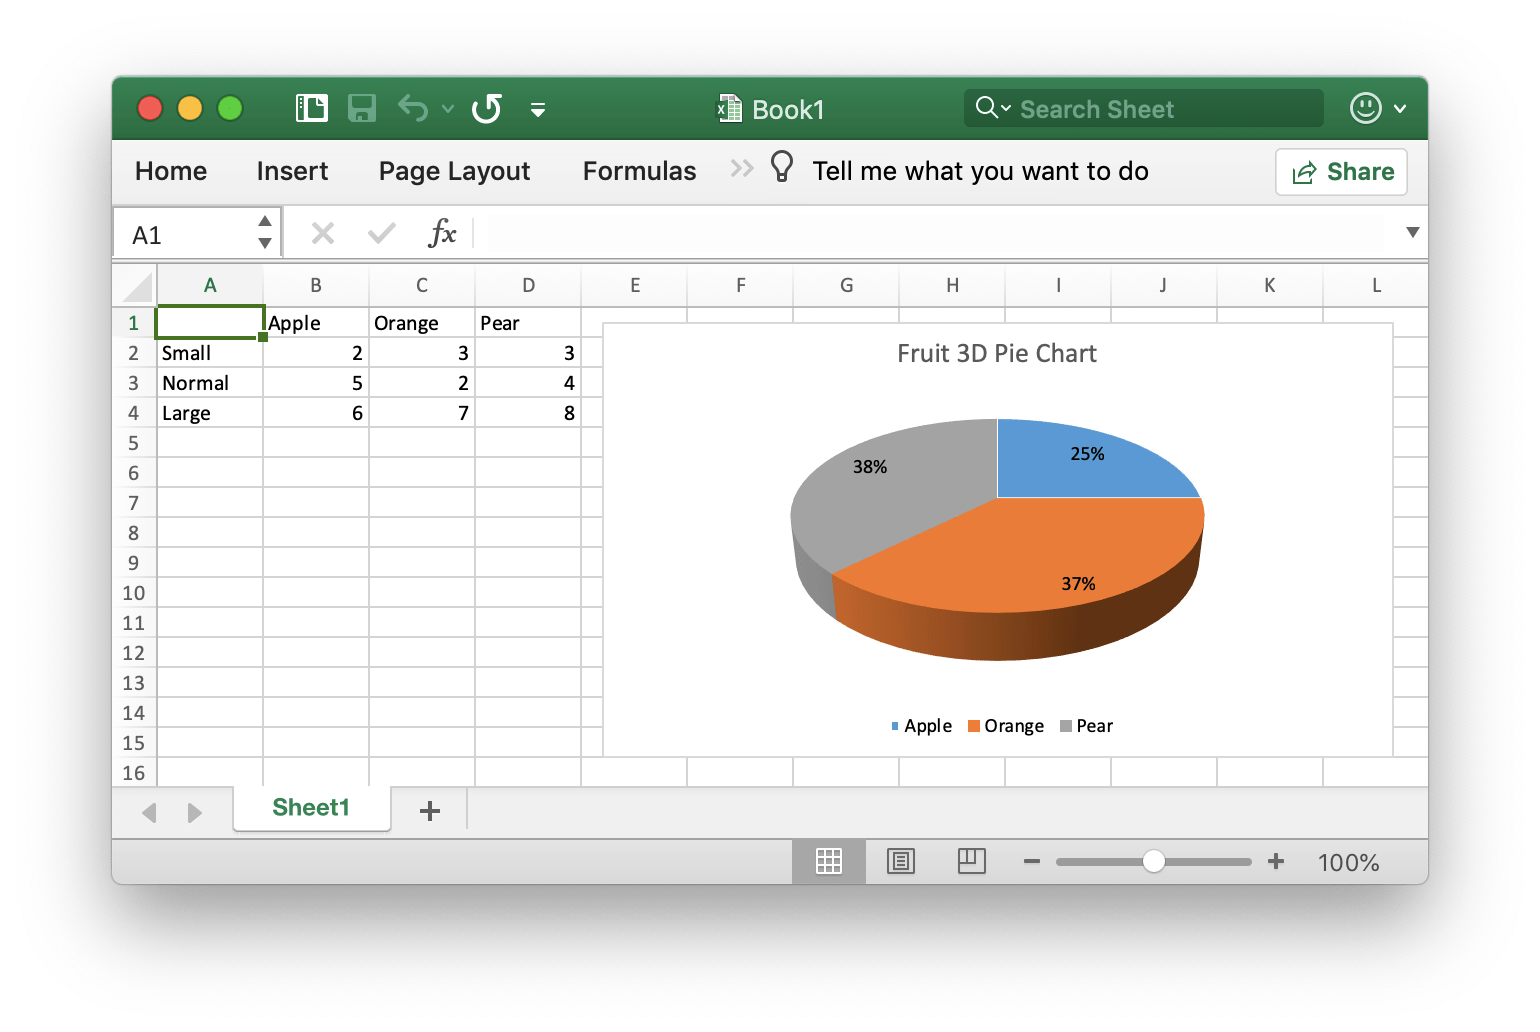 Book1
Search Sheet
Home Insert Page Layout Formulas Tell me what you want to do Share
A1 fx
A B C D E F G H I J K L
1 Apple Orange Pear
2 Small 2 3 3
3 Normal 5 2 4
4 Large 6 7 8
5
6
7
8
9
10
11
12
13
14
15
16
Fruit 3D Pie Chart
25%
38%
37%
Apple Orange Pear
Sheet1
100%